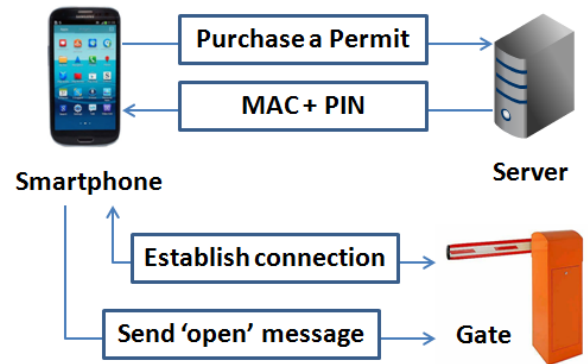 Purchase a Permit
MAC + PIN
Smartphone
Server
Establish connection
Send ‘open’ message
Gate